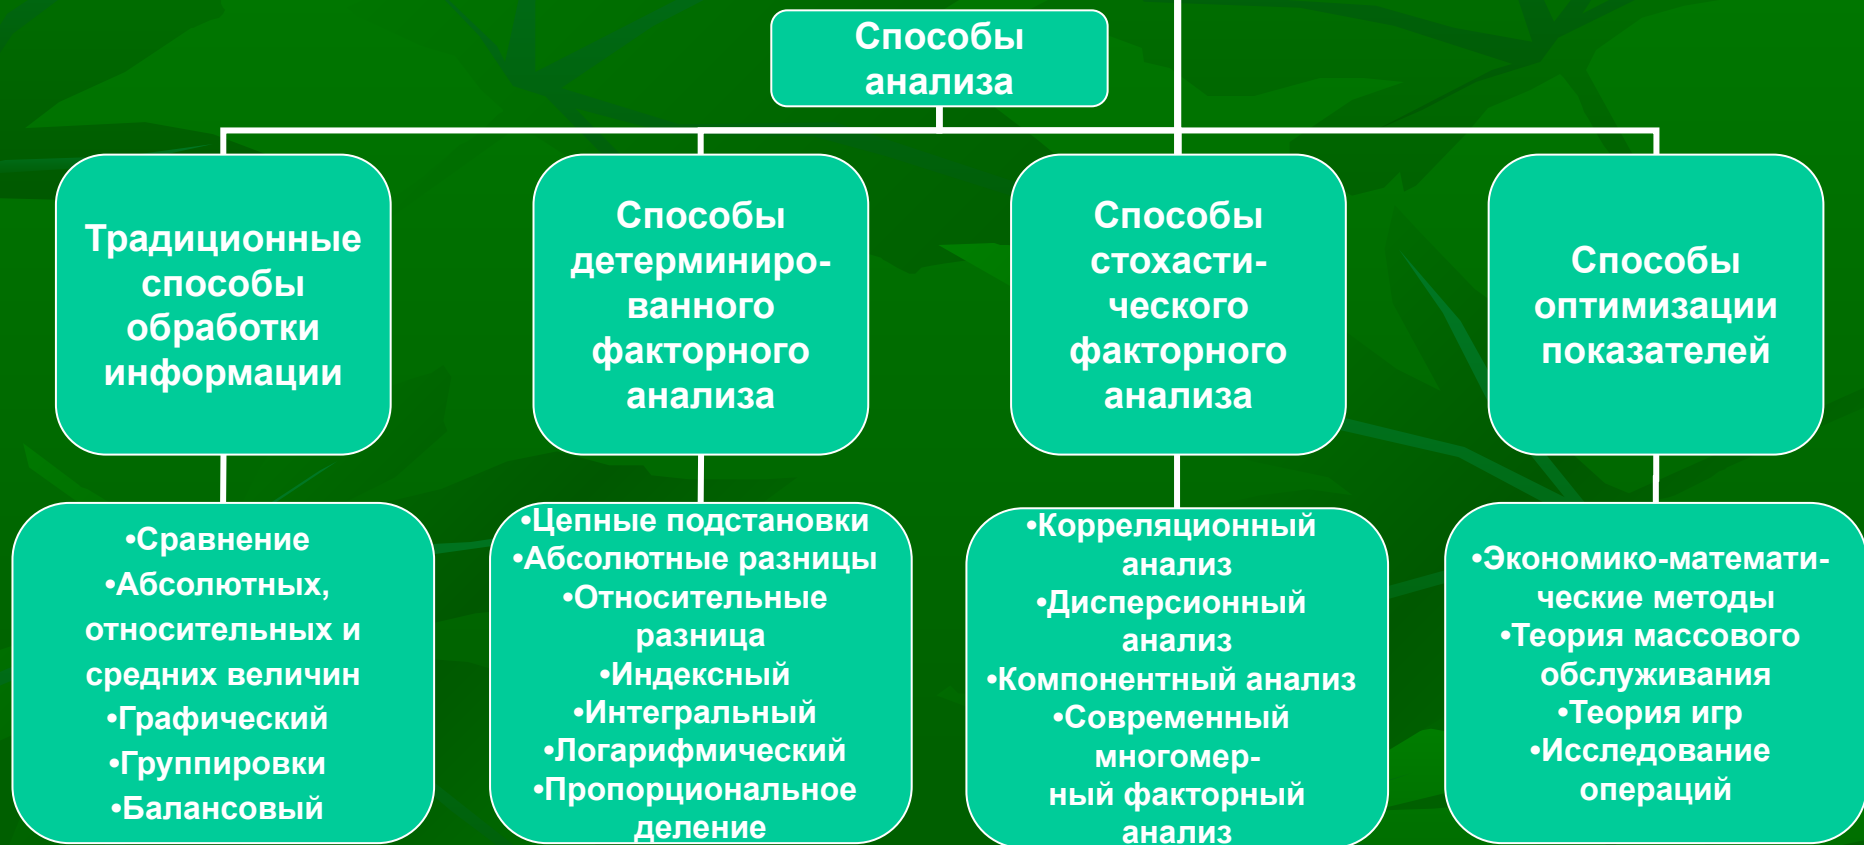 Способы
анализа
Традиционные
способы
обработки
информации
Способы
детерминиро-
ванного
факторного
анализа
Способы
стохасти-
ческого
факторного
анализа
Способы
оптимизации
показателей
•Сравнение
•Абсолютных,
относительных и
средних величин
•Графический
•Группировки
•Балансовый
•Цепные подстановки
•Абсолютные разницы
•Относительные
разница
•Индексный
•Интегральный
•Логарифмический
•Пропорциональное
деление
•Корреляционный
анализ
•Дисперсионный
анализ
•Компонентный анализ
•Современный
многомер-
ный факторный
анализ
•Экономико-математи-
ческие методы
•Теория массового
обслуживания
•Теория игр
•Исследование
операций